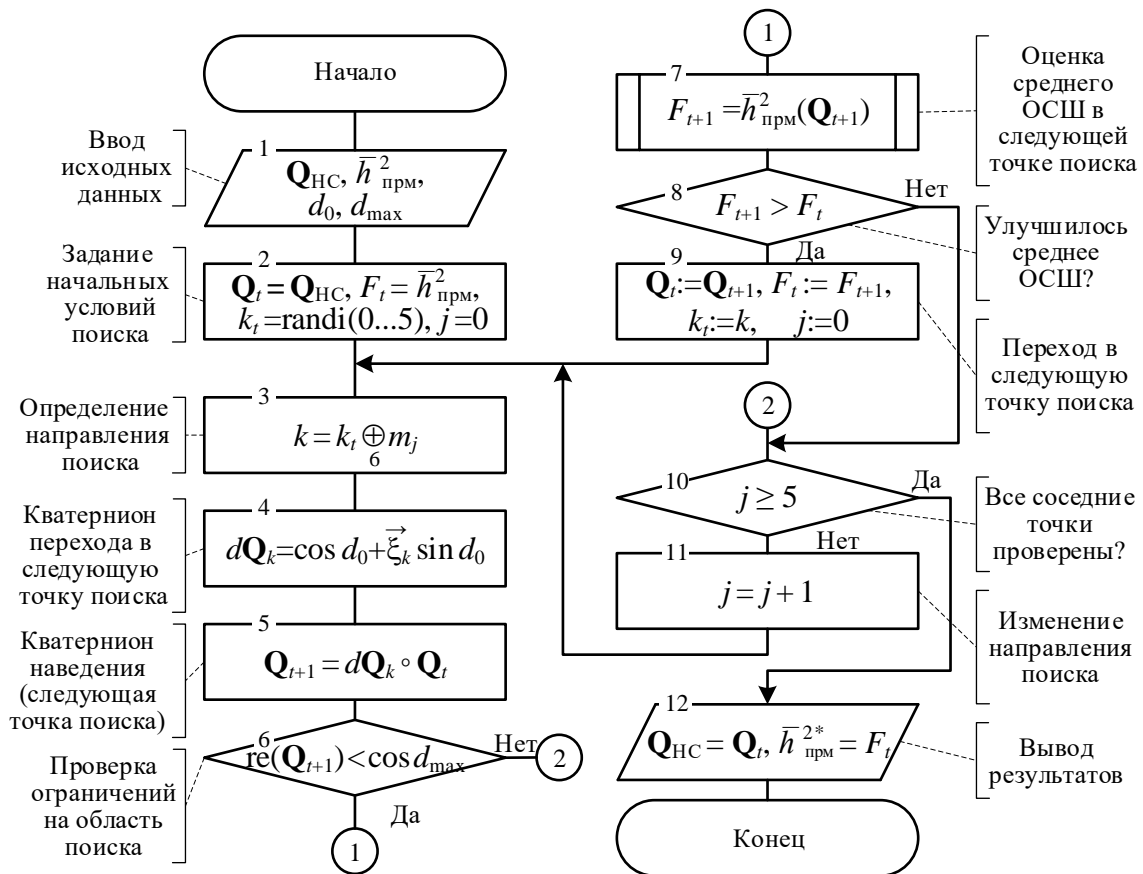 Начало
Ввод
исходных
данных
1
Q_НС, h̅²_прм,
d₀, d_max
Задание
начальных
условий
поиска
2
Q_t = Q_НС, F_t = h̅²_прм,
k_t =randi(0...5), j =0
Определение
направления
поиска
3
k = k_t ⊕ m_j
6
Кватернион
перехода в
следующую
точку поиска
4
dQ_k=cos d₀+ξ⃗_k sin d₀
Кватернион
наведения
(следующая
точка поиска)
5
Q_{t+1} = dQ_k ∘ Q_t
Проверка
ограничений
на область
поиска
6
re(Q_{t+1})<cos d_max
Нет
2
Да
1
1
7
F_{t+1} =h̅²_прм(Q_{t+1})
Оценка
среднего
ОСШ в
следующей
точке поиска
8
F_{t+1} > F_t
Нет
Да
Улучшилось
среднее
ОСШ?
9
Q_t:=Q_{t+1}, F_t := F_{t+1},
k_t:=k, j:=0
Переход в
следующую
точку поиска
2
10
j ≥ 5
Да
Нет
Все соседние
точки
проверены?
11
j = j + 1
Изменение
направления
поиска
12
Q_НС = Q_t, h̅²*_прм = F_t
Вывод
результатов
Конец